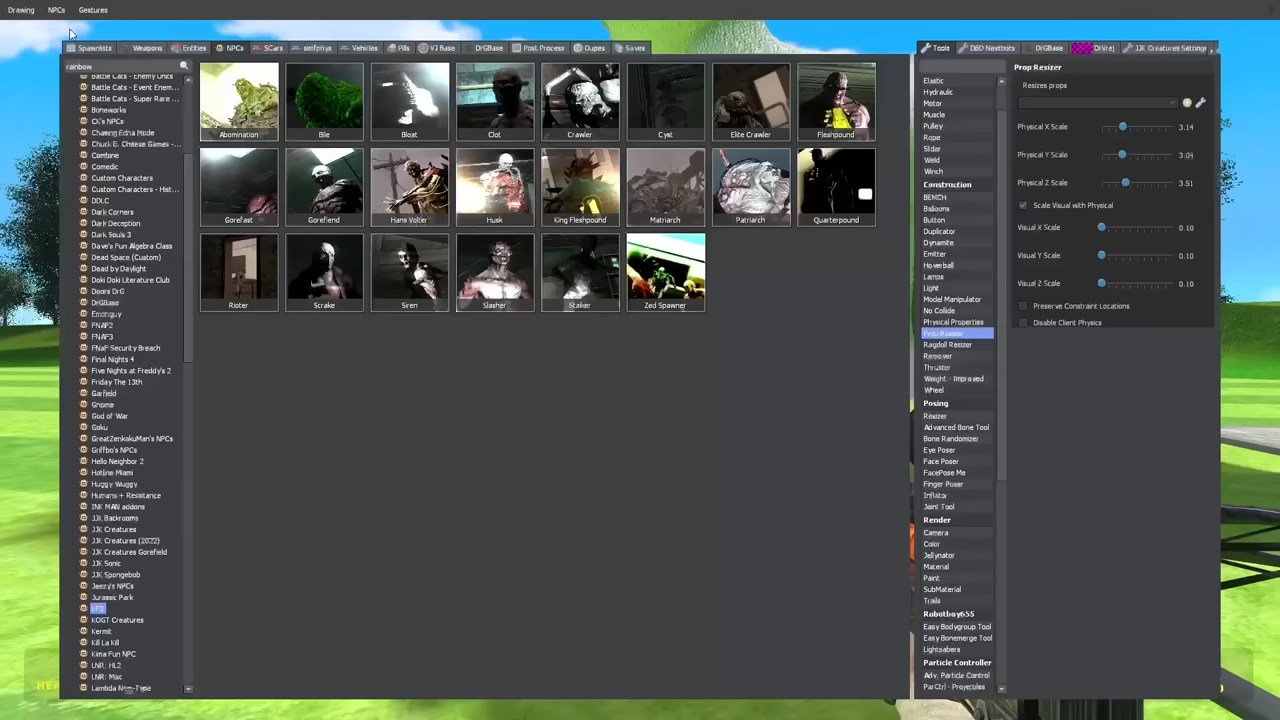 Drawing NPCs Gestures
Spawnlists Weapons Entities NPCs SCars simfphys Vehicles Pills VJ Base DrGBase Post Process Dupes Saves
rainbow
Battle Cats - Enemy Units
Battle Cats - Event Enem...
Battle Cats - Super Rare ...
Boneworks
CK's NPCs
Chasing Edna Mode
Chuck E. Cheese Games -...
Combine
Comedic
Custom Characters
Custom Characters - Hist...
DDLC
Dark Corners
Dark Deception
Dark Souls 3
Dave's Fun Algebra Class
Dead Space (Custom)
Dead by Daylight
Doki Doki Literature Club
Doors DrG
DrGBase
FNAF2
FNAF3
FNaF Security Breach
Final Nights 4
Five Nights at Freddy's 2
Friday The 13th
Garfield
Gnome
God of War
Goku
GreatZenkakuMan's NPCs
Griffbo's NPCs
Hello Neighbor 2
Hotline Miami
Huggy Wuggy
Humans + Resistance
INK MAN addons
JJK Backrooms
JJK Creatures
JJK Creatures (2022)
JJK Creatures Gorefield
JJK Sonic
JJK Spongebob
Jerry's NPCs
Jurassic Park
KF2
KOGT Creatures
Kermit
Kill La Kill
Kima Fun NPC
LNR: HL2
LNR: Misc
Abomination Bile Bloat Clot Crawler Cyst Elite Crawler Fleshpound
Gorefast Gorefiend Hans Volter Husk King Fleshpound Matriarch Patriarch Quarterpound
Rioter Scrake Siren Slasher Stalker Zed Spawner
Tools DBD Nextbots DrGBase JJK Creatures Settings
Elastic
Hydraulic
Motor
Muscle
Pulley
Rope
Slider
Weld
Winch
Construction
Balloons
Button
Duplicator
Dynamite
Emitter
Hoverball
Lamps
Light
Model Manipulator
No Collide
Physical Properties
Prop Resizer
Ragdoll Resizer
Remover
Thruster
Weight - Improved
Wheel
Posing
Resizer
Advanced Bone Tool
Bone Randomizer
Eye Poser
Face Poser
FacePose Me
Finger Poser
Inflator
Joint Tool
Render
Camera
Color
Jellynator
Material
Paint
SubMaterial
Trails
Robotboy655
Easy Bodygroup Tool
Easy Bonemerge Tool
Lightsabers
Particle Controller
Adv. Particle Control
ParCtrl - Projectiles
Prop Resizer
Resizes props
Physical X Scale 3.14
Physical Y Scale 3.04
Physical Z Scale 3.51
Scale Visual with Physical
Visual X Scale 0.10
Visual Y Scale 0.10
Visual Z Scale 0.10
Preserve Constraint Locations
Disable Client Physics